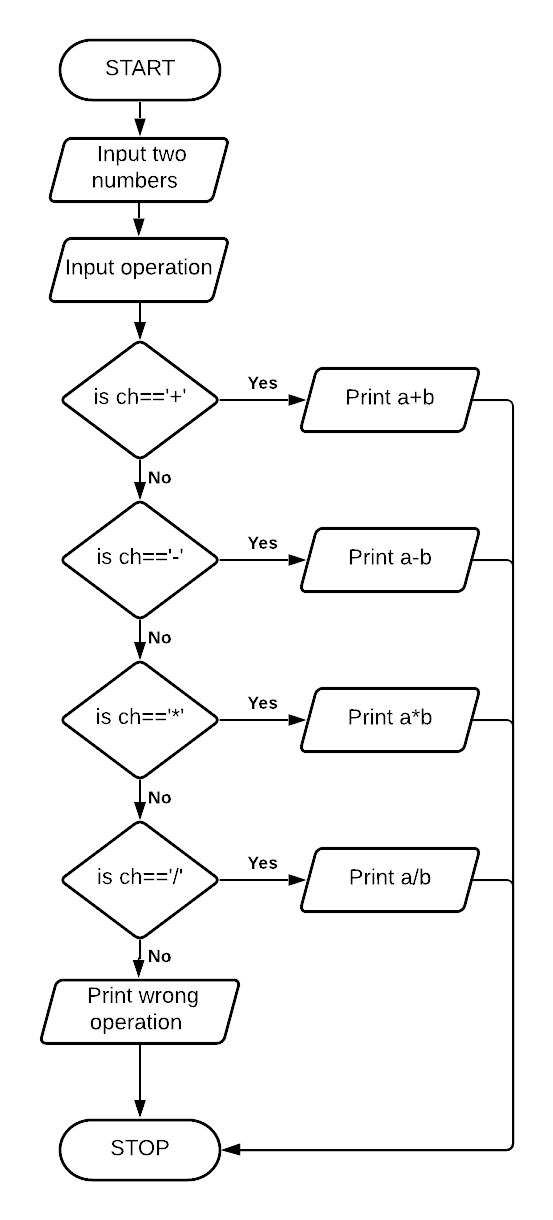 START
Input two
numbers
Input operation
is ch=='+'
Yes
Print a+b
No
is ch=='-'
Yes
Print a-b
No
is ch=='*'
Yes
Print a*b
No
is ch=='/'
Yes
Print a/b
No
Print wrong
operation
STOP